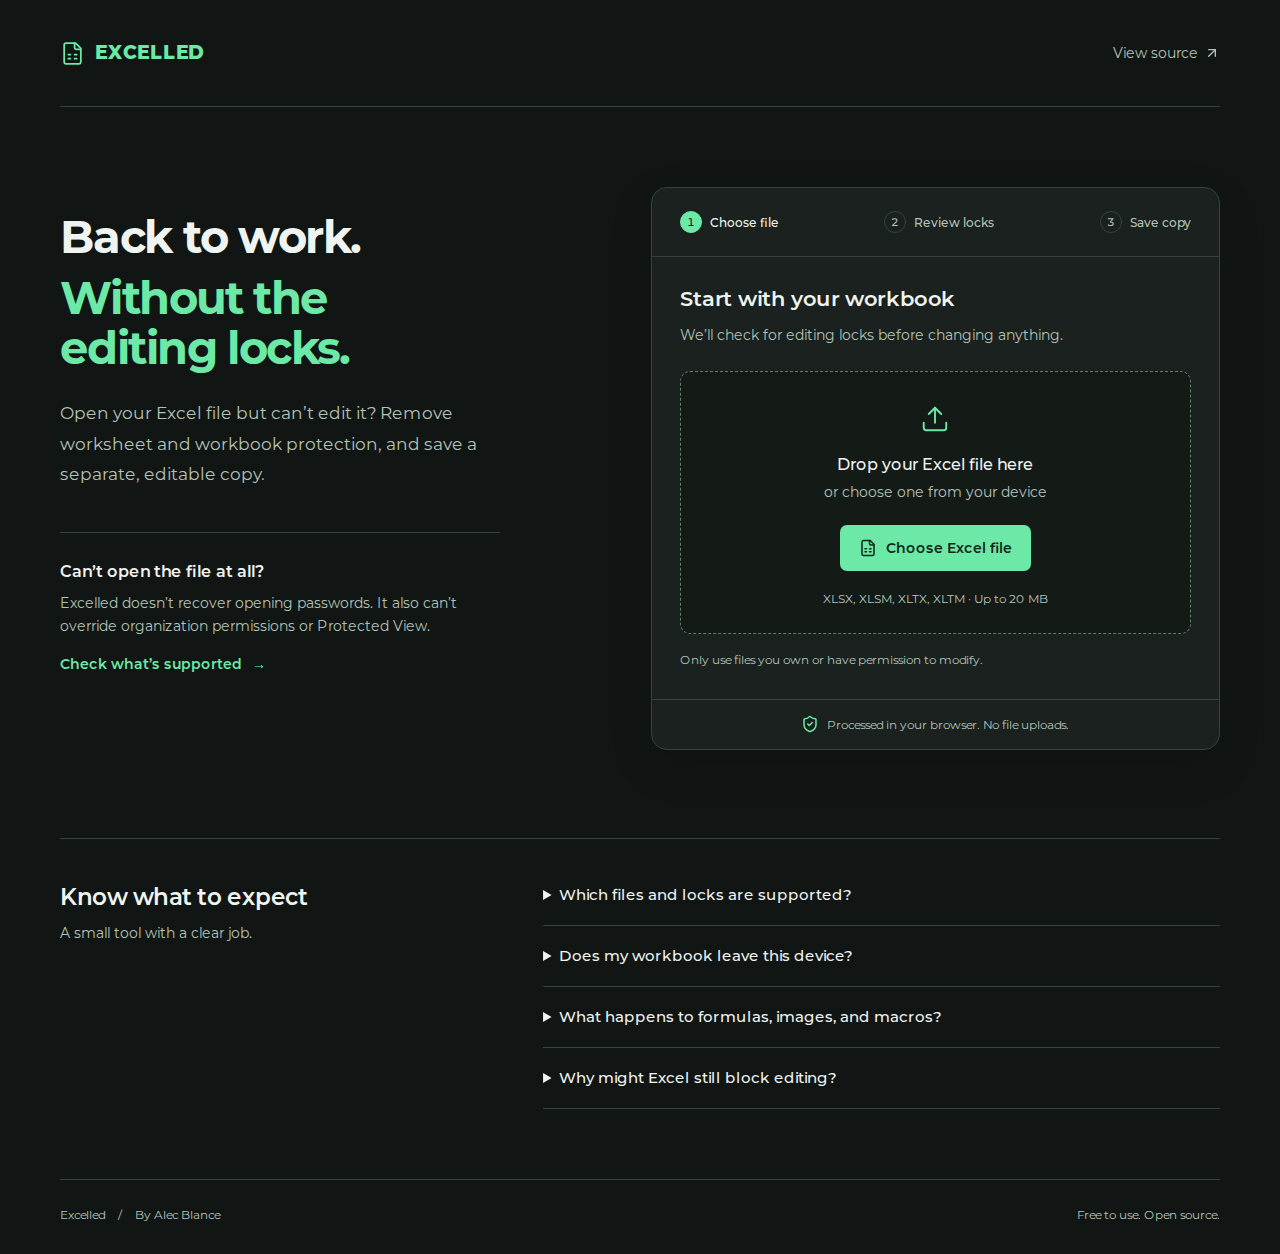 EXCELLED
View source
Back to work.
Without the
editing locks.
Open your Excel file but can’t edit it? Remove
worksheet and workbook protection, and save a
separate, editable copy.
Can’t open the file at all?
Excelled doesn’t recover opening passwords. It also can’t
override organization permissions or Protected View.
Check what’s supported →
1 Choose file
2 Review locks
3 Save copy
Start with your workbook
We’ll check for editing locks before changing anything.
Drop your Excel file here
or choose one from your device
Choose Excel file
XLSX, XLSM, XLTX, XLTM · Up to 20 MB
Only use files you own or have permission to modify.
Processed in your browser. No file uploads.
Know what to expect
A small tool with a clear job.
Which files and locks are supported?
Does my workbook leave this device?
What happens to formulas, images, and macros?
Why might Excel still block editing?
Excelled / By Alec Blance
Free to use. Open source.